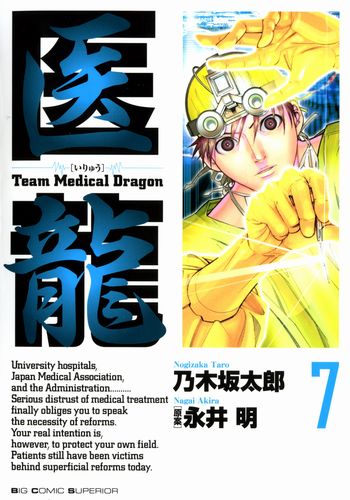 医
[いりゅう]
Team Medical Dragon
龍
Nogizaka Taro
乃木坂太郎
Nagai Akira
[原案]永井 明
7
University hospitals,
Japan Medical Association,
and the Administration..........
Serious distrust of medical treatment
finally obliges you to speak
the necessity of reforms.
Your real intention is,
however, to protect your own field.
Patients still have been victims
behind superficial reforms today.
BIG COMIC SUPERIOR